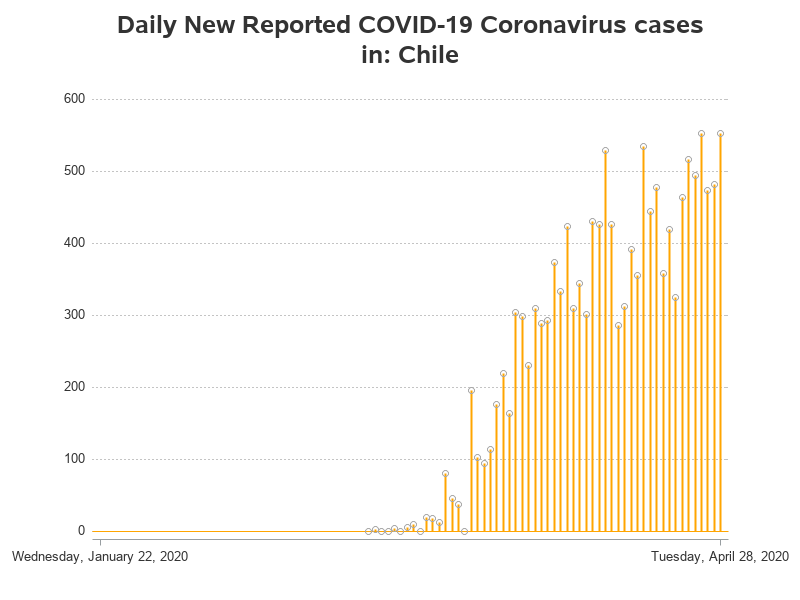 Daily New Reported COVID-19 Coronavirus cases
in: Chile
600
500
400
300
200
100
0
Wednesday, January 22, 2020
Tuesday, April 28, 2020